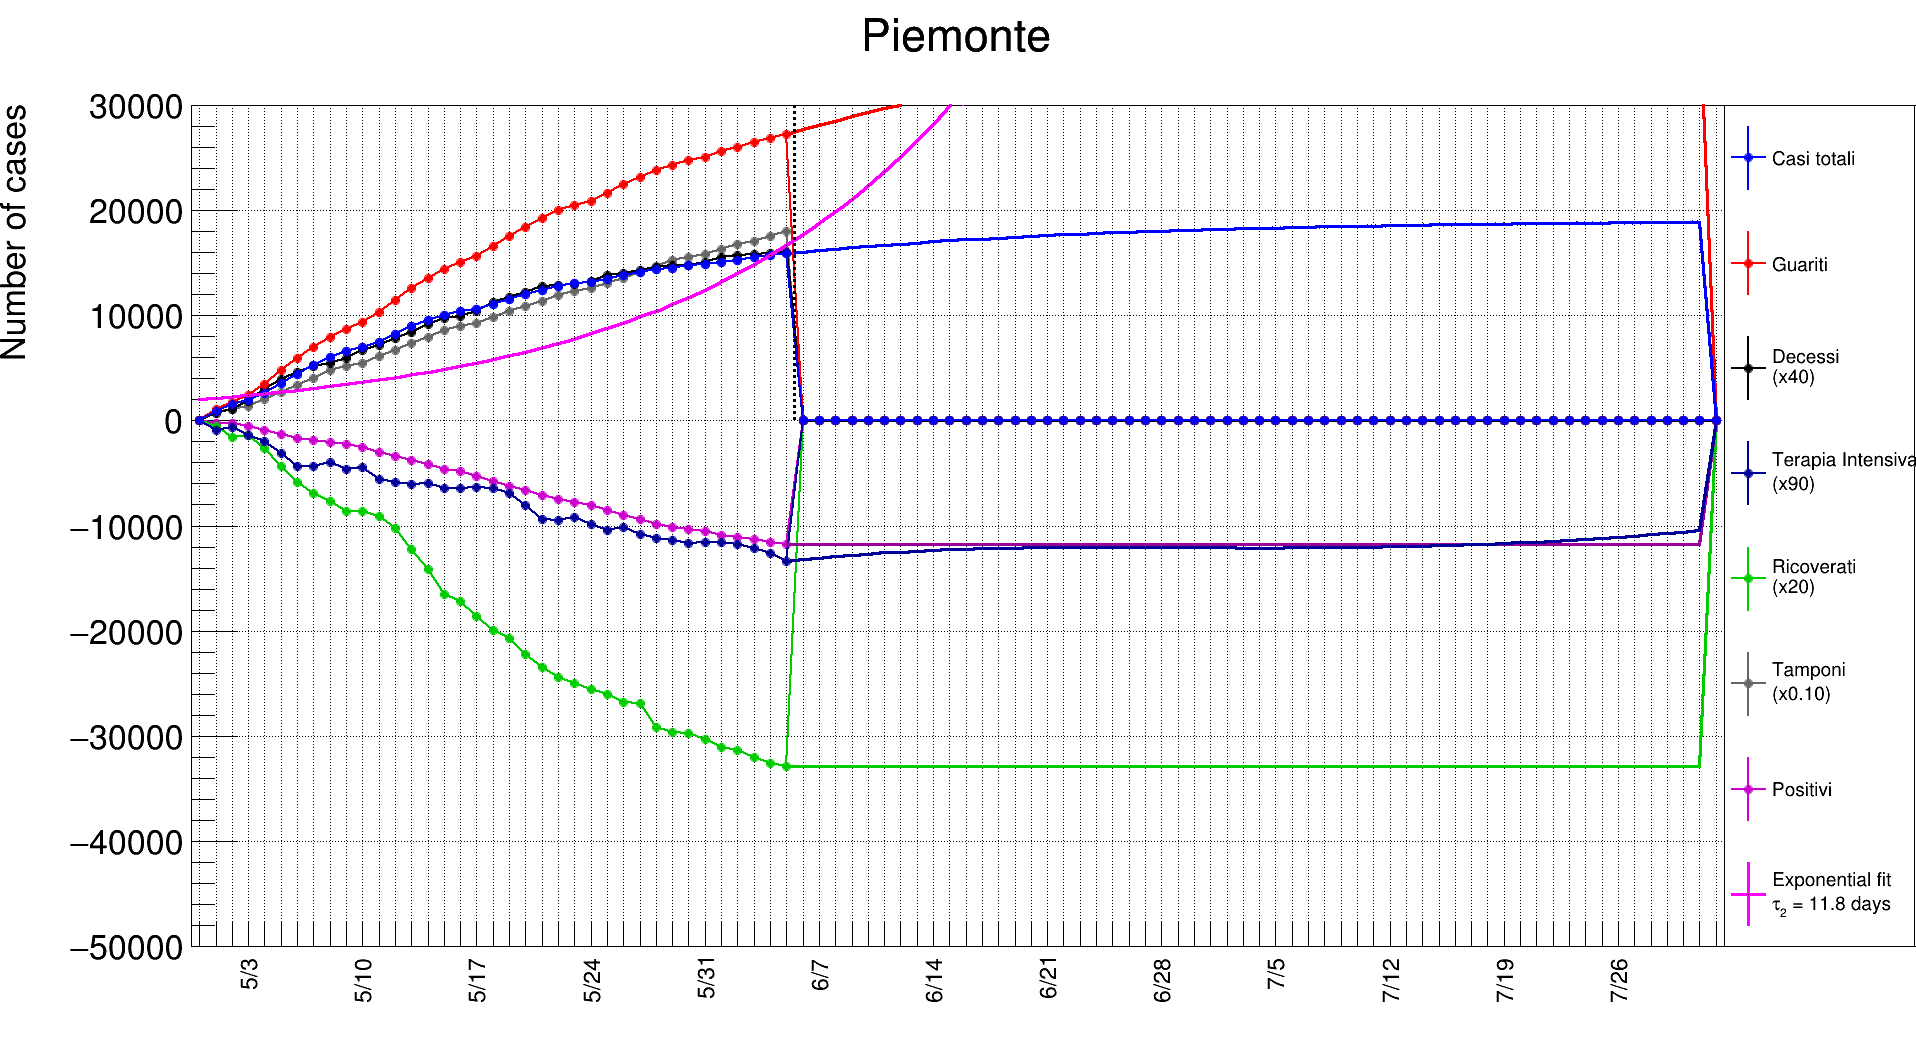 Piemonte
Number of cases
30000
20000
10000
0
−10000
−20000
−30000
−40000
−50000
5/3
5/10
5/17
5/24
5/31
6/7
6/14
6/21
6/28
7/5
7/12
7/19
7/26
Casi totali
Guariti
Decessi
(x40)
Terapia Intensiva
(x90)
Ricoverati
(x20)
Tamponi
(x0.10)
Positivi
Exponential fit
τ2 = 11.8 days